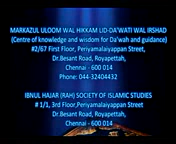 MARKAZUL ULOOM WAL HIKKAM LID-DA'WATI WAL IRSHAD
(Centre of knowledge and wisdom for Da'wah and guidance)
#2/67 First Floor, Periyamalaiyappan Street,
Dr.Besant Road, Royapettah,
Chennai - 600 014
Phone: 044-32404432
IBNUL HAJAR (RAH) SOCIETY OF ISLAMIC STUDIES
# 1/1, 3rd Floor,Periyamalaiyappan Street
Dr.Besant Road, Royapettah,
Chennai - 600 014